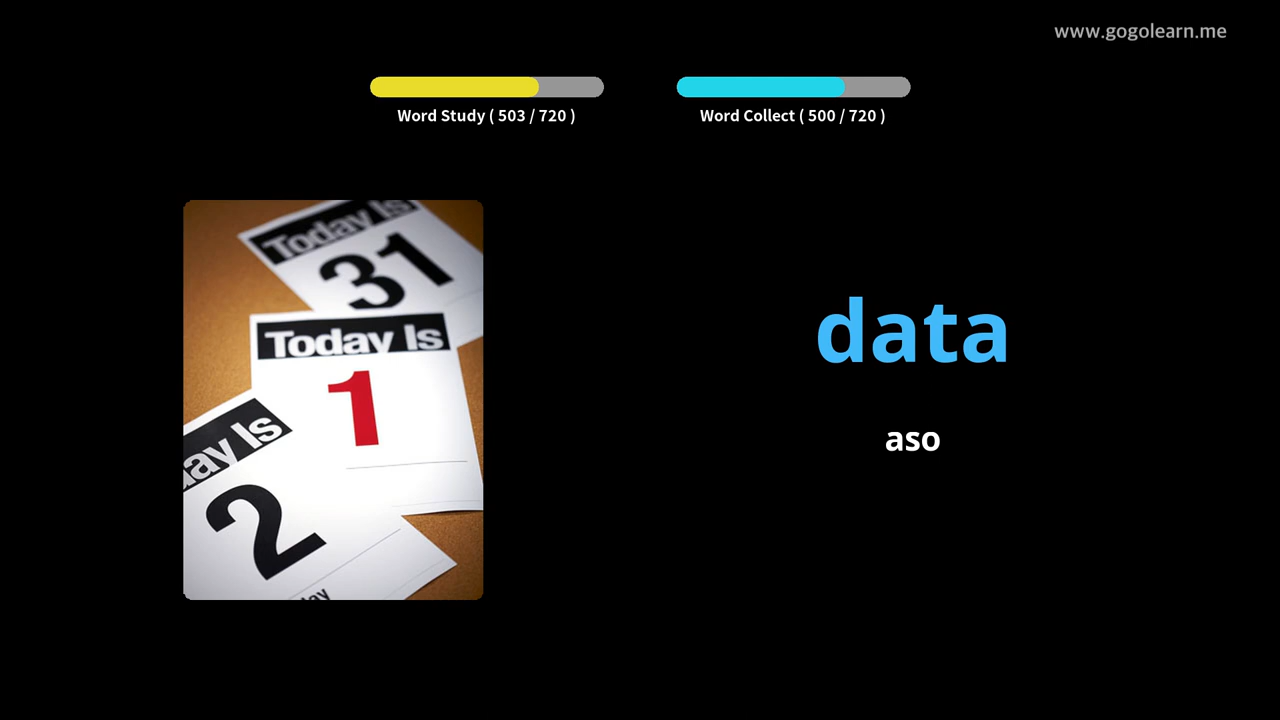 www.gogolearn.me
Word Study ( 503 / 720 )
Word Collect ( 500 / 720 )
Today Is
31
Today Is
1
day Is
2
data
aso